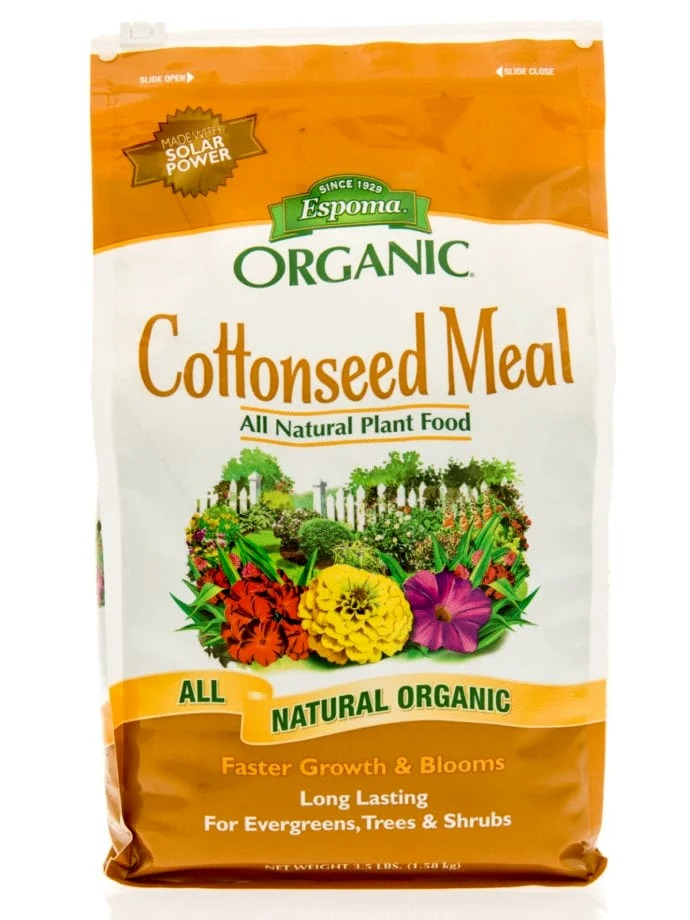 SLIDE OPEN
SLIDE CLOSE
MADE WITH
SOLAR
POWER
SINCE 1929
Espoma®
ORGANIC®
Cottonseed Meal
All Natural Plant Food
ALL
NATURAL ORGANIC
Faster Growth & Blooms
Long Lasting
For Evergreens, Trees & Shrubs
NET WEIGHT 3.5 LBS. (1.58 kg)